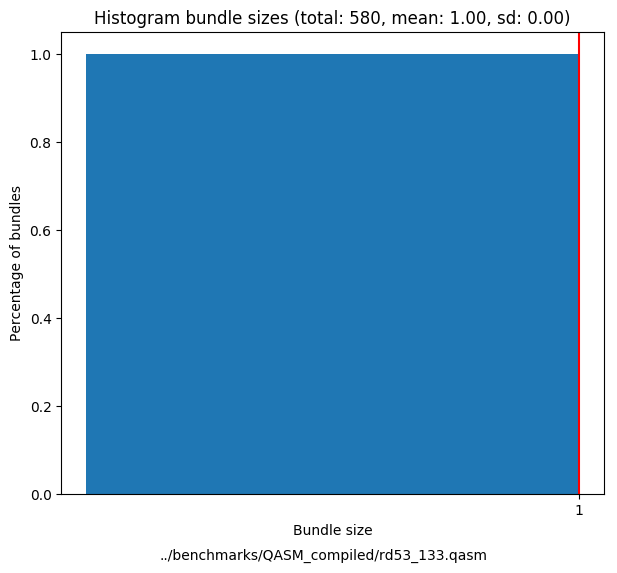 Histogram bundle sizes (total: 580, mean: 1.00, sd: 0.00)
1.0
0.8
0.6
0.4
0.2
0.0
Percentage of bundles
1
Bundle size
../benchmarks/QASM_compiled/rd53_133.qasm